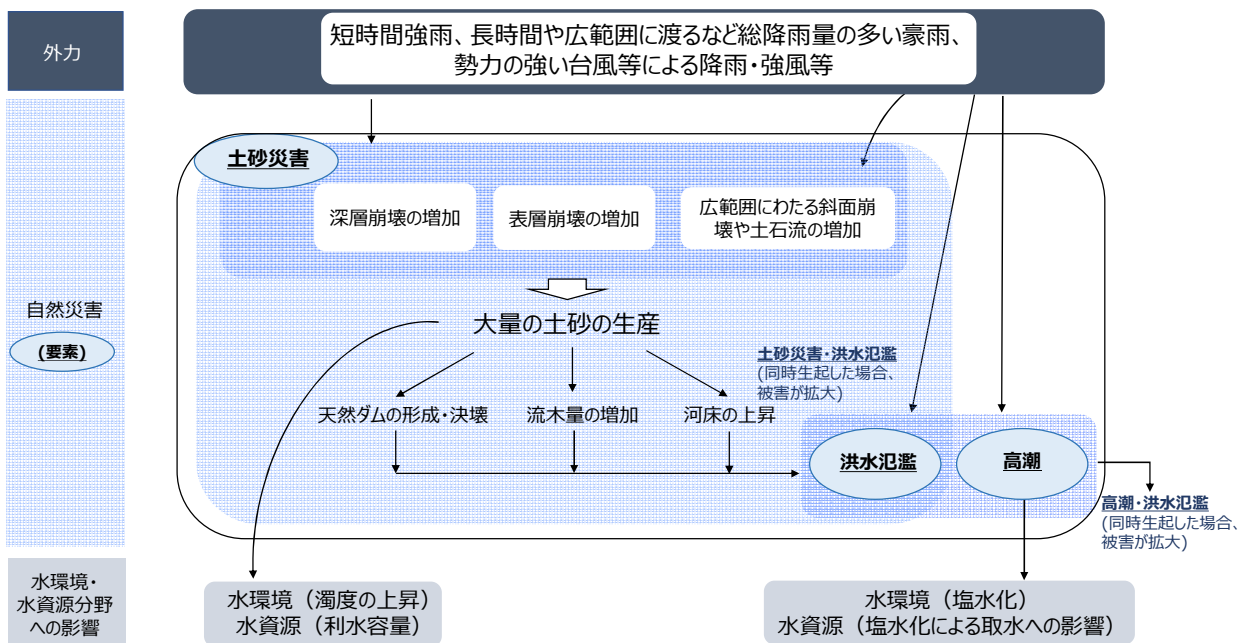 外力
短時間強雨、長時間や広範囲に渡るなど総降雨量の多い豪雨、
勢力の強い台風等による降雨・強風等
土砂災害
深層崩壊の増加
表層崩壊の増加
広範囲にわたる斜面崩
壊や土石流の増加
自然災害
(要素)
大量の土砂の生産
土砂災害・洪水氾濫
(同時生起した場合、
被害が拡大)
天然ダムの形成・決壊
流木量の増加
河床の上昇
洪水氾濫
高潮
高潮・洪水氾濫
(同時生起した場合、
被害が拡大)
水環境・
水資源分野
への影響
水環境（濁度の上昇）
水資源（利水容量）
水環境（塩水化）
水資源（塩水化による取水への影響）